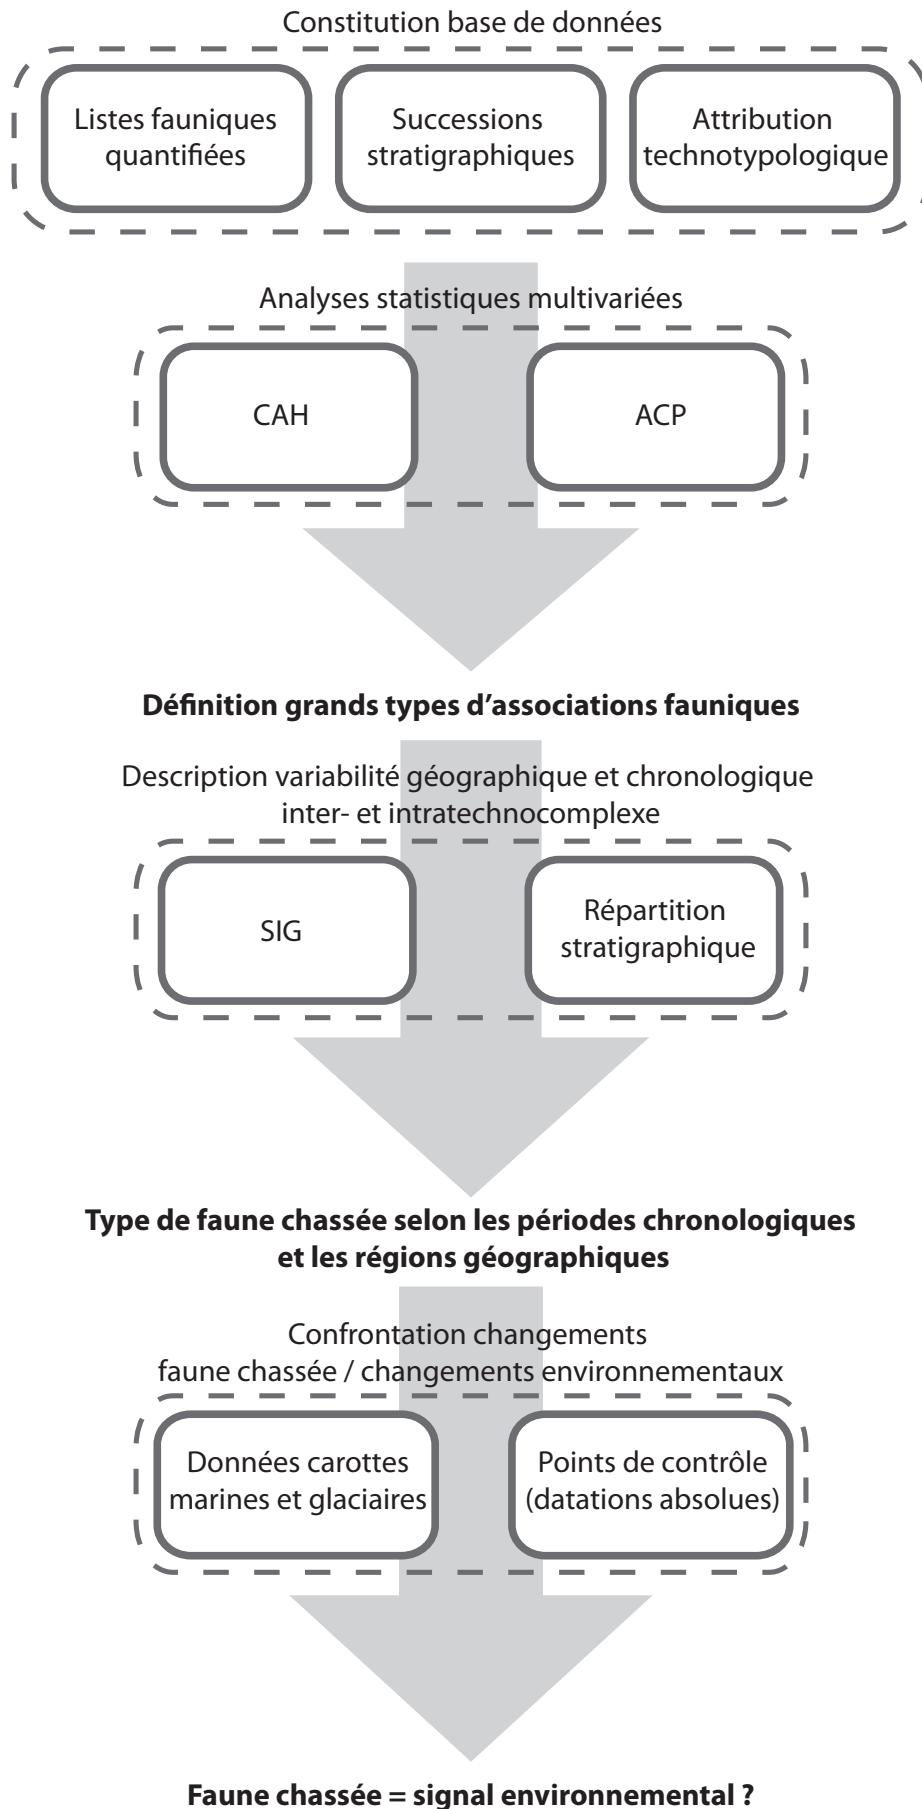 Constitution base de données
Listes fauniques
quantifiées
Successions
stratigraphiques
Attribution
technotypologique
Analyses statistiques multivariées
CAH
ACP
Définition grands types d’associations fauniques
Description variabilité géographique et chronologique
inter- et intratechnocomplexe
SIG
Répartition
stratigraphique
Type de faune chassée selon les périodes chronologiques
et les régions géographiques
Confrontation changements
faune chassée / changements environnementaux
Données carottes
marines et glaciaires
Points de contrôle
(datations absolues)
Faune chassée = signal environnemental ?